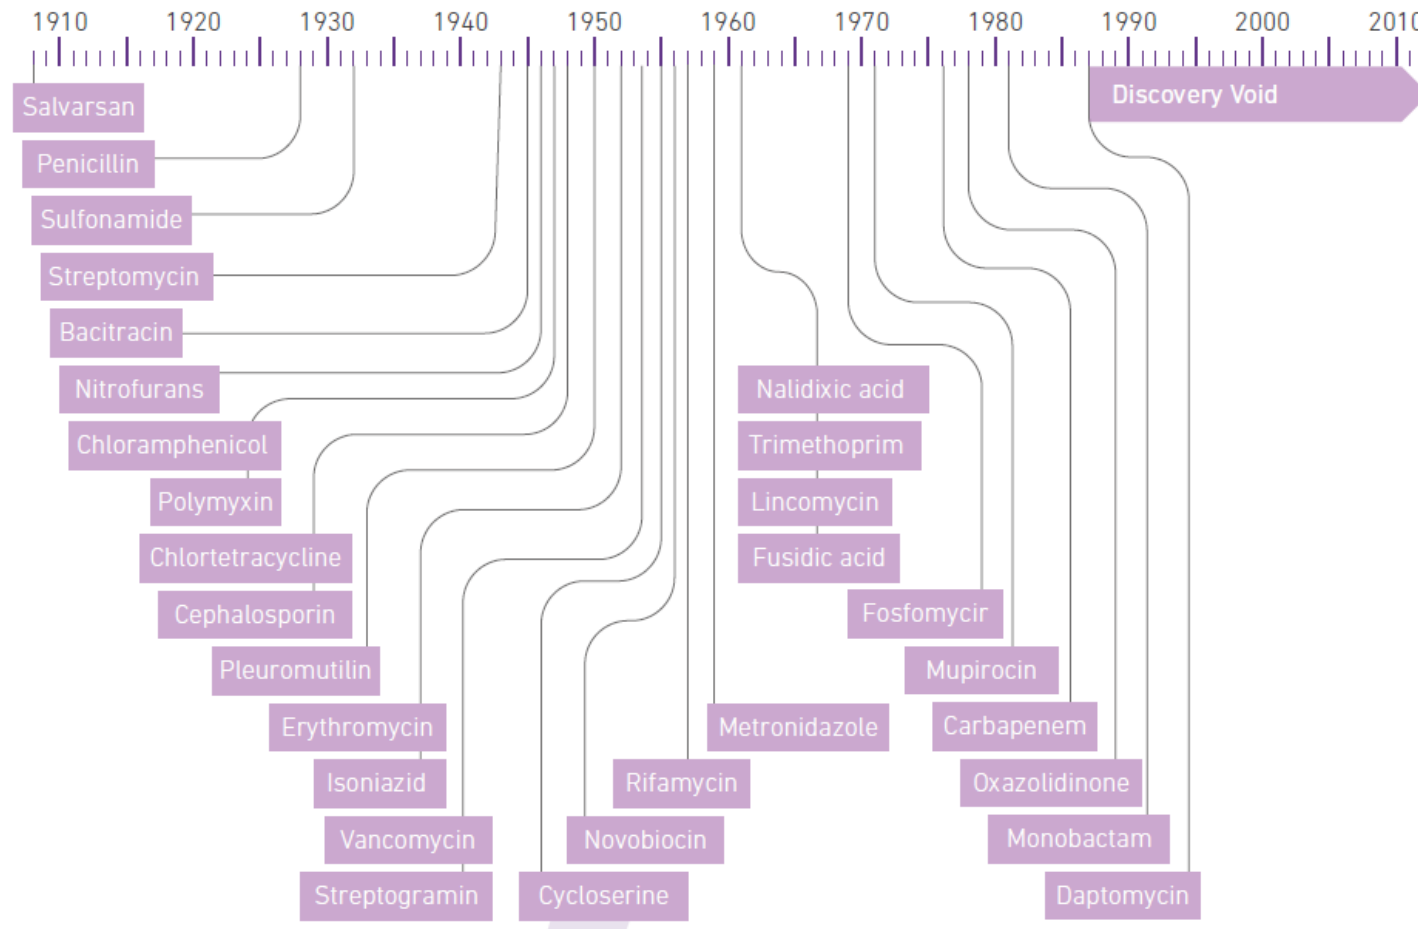 1910 1920 1930 1940 1950 1960 1970 1980 1990 2000 2010
Discovery Void
Salvarsan
Penicillin
Sulfonamide
Streptomycin
Bacitracin
Nitrofurans
Chloramphenicol
Polymyxin
Chlortetracycline
Cephalosporin
Pleuromutilin
Erythromycin
Isoniazid
Vancomycin
Streptogramin
Cycloserine
Novobiocin
Rifamycin
Metronidazole
Nalidixic acid
Trimethoprim
Lincomycin
Fusidic acid
Fosfomycir
Mupirocin
Carbapenem
Oxazolidinone
Monobactam
Daptomycin